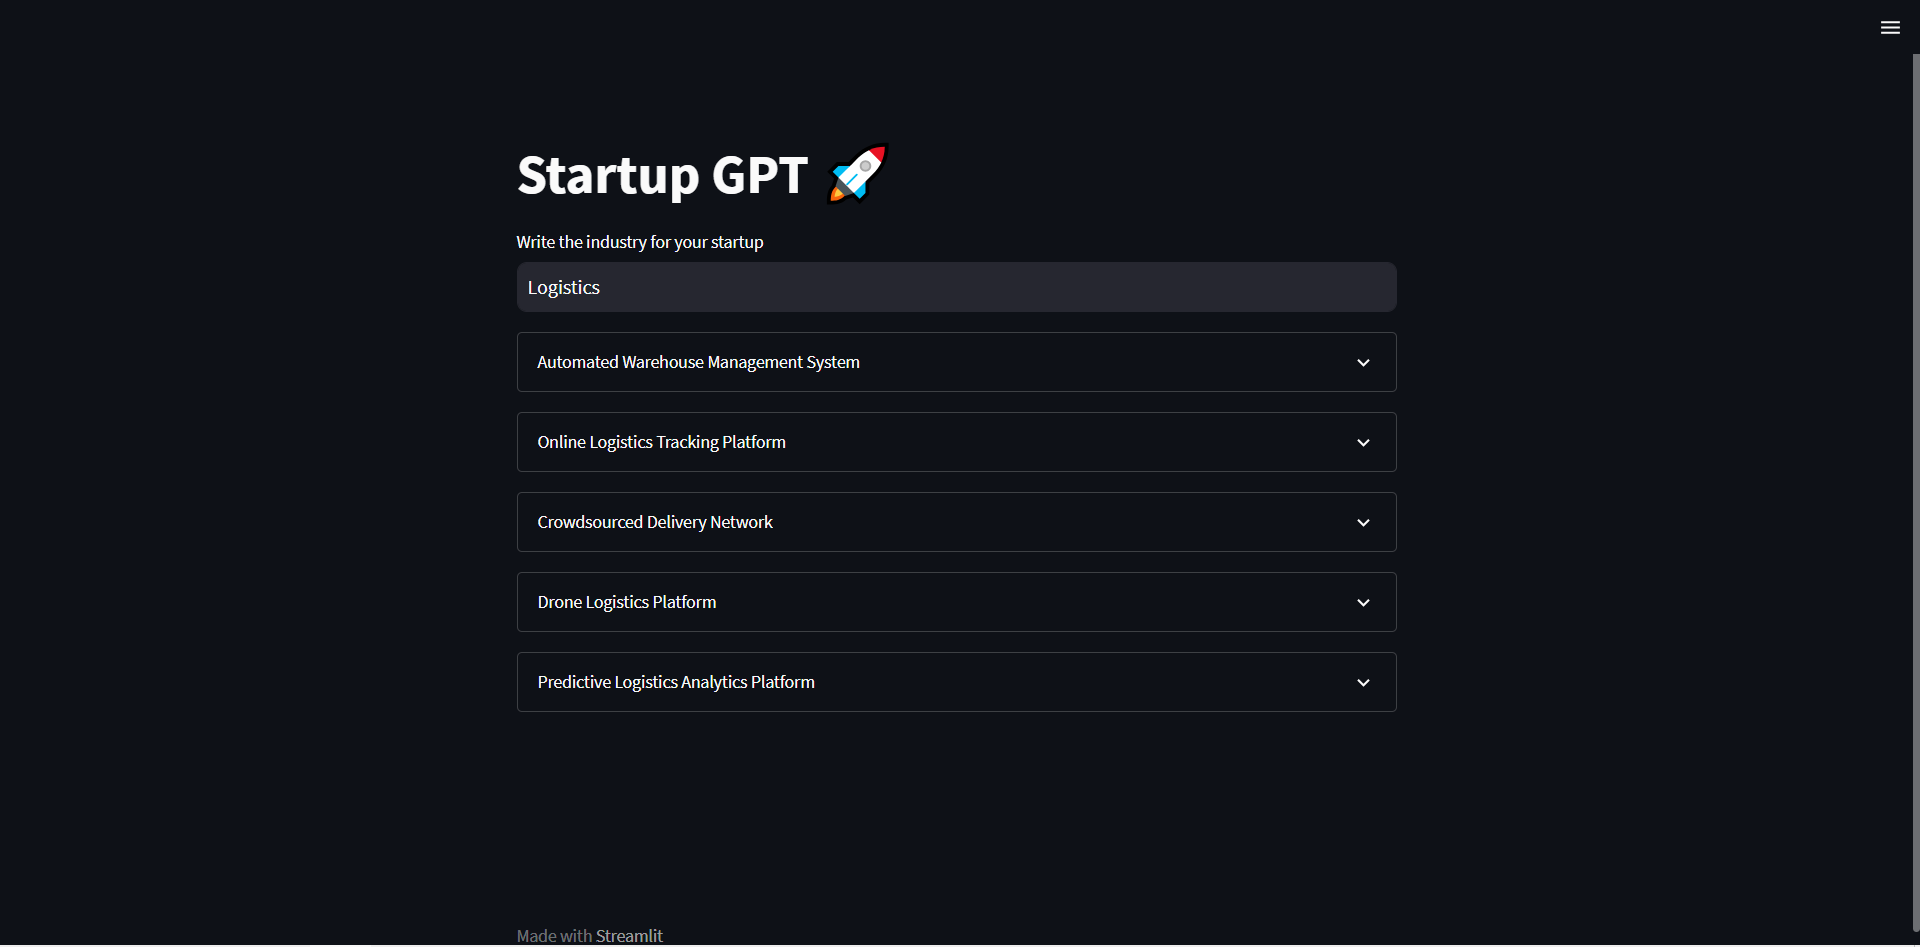 Startup GPT 🚀
Write the industry for your startup
Logistics
Automated Warehouse Management System
Online Logistics Tracking Platform
Crowdsourced Delivery Network
Drone Logistics Platform
Predictive Logistics Analytics Platform
Made with Streamlit